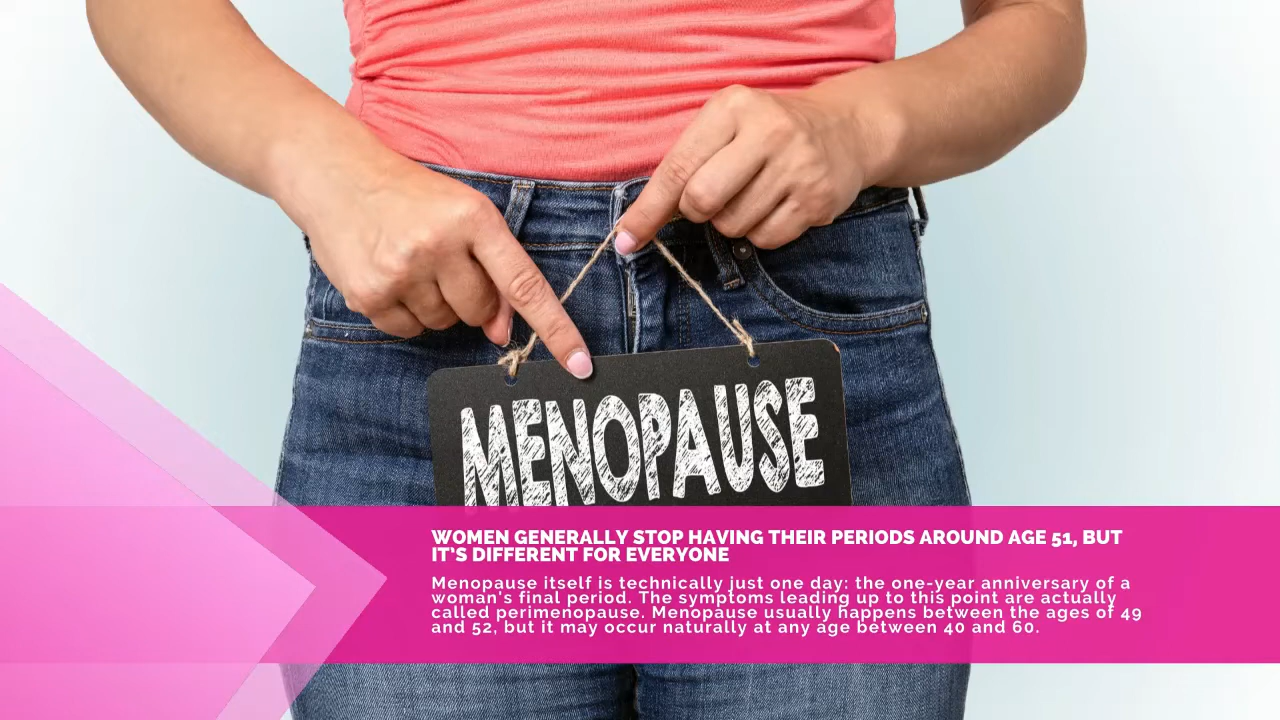 MENOPAUSE
WOMEN GENERALLY STOP HAVING THEIR PERIODS AROUND AGE 51, BUT
IT'S DIFFERENT FOR EVERYONE
Menopause itself is technically just one day: the one-year anniversary of a
woman's final period. The symptoms leading up to this point are actually
called perimenopause. Menopause usually happens between the ages of 49
and 52, but it may occur naturally at any age between 40 and 60.